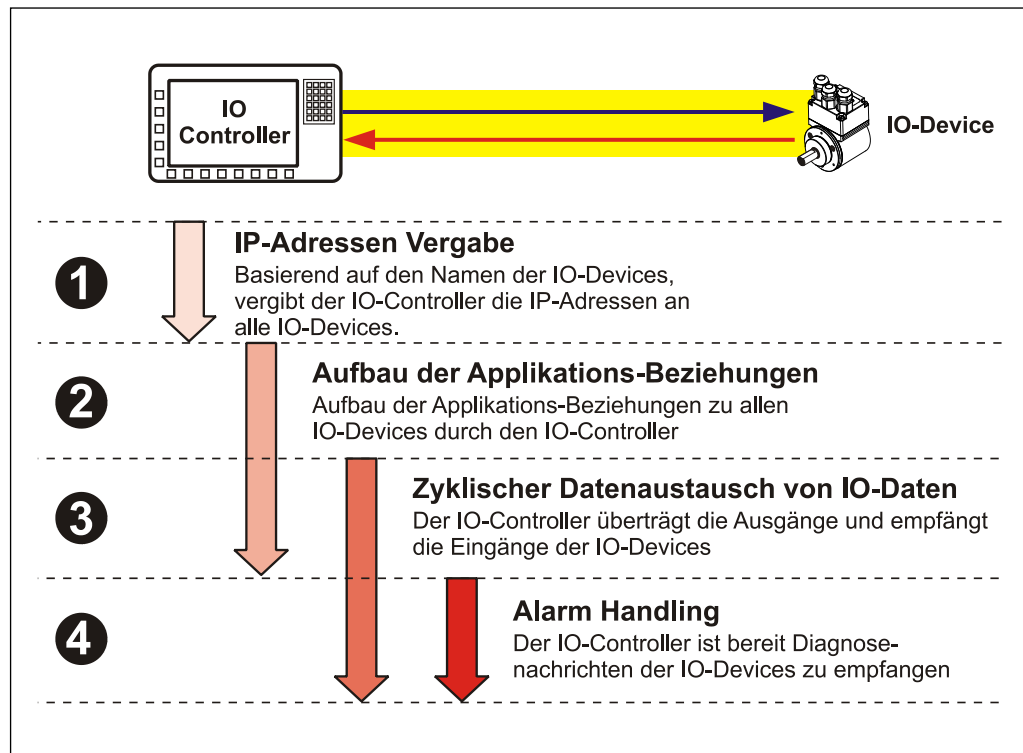 IO
Controller
IO-Device
1
IP-Adressen Vergabe
Basierend auf den Namen der IO-Devices,
vergibt der IO-Controller die IP-Adressen an
alle IO-Devices.
2
Aufbau der Applikations-Beziehungen
Aufbau der Applikations-Beziehungen zu allen
IO-Devices durch den IO-Controller
3
Zyklischer Datenaustausch von IO-Daten
Der IO-Controller überträgt die Ausgänge und empfängt
die Eingänge der IO-Devices
4
Alarm Handling
Der IO-Controller ist bereit Diagnose-
nachrichten der IO-Devices zu empfangen